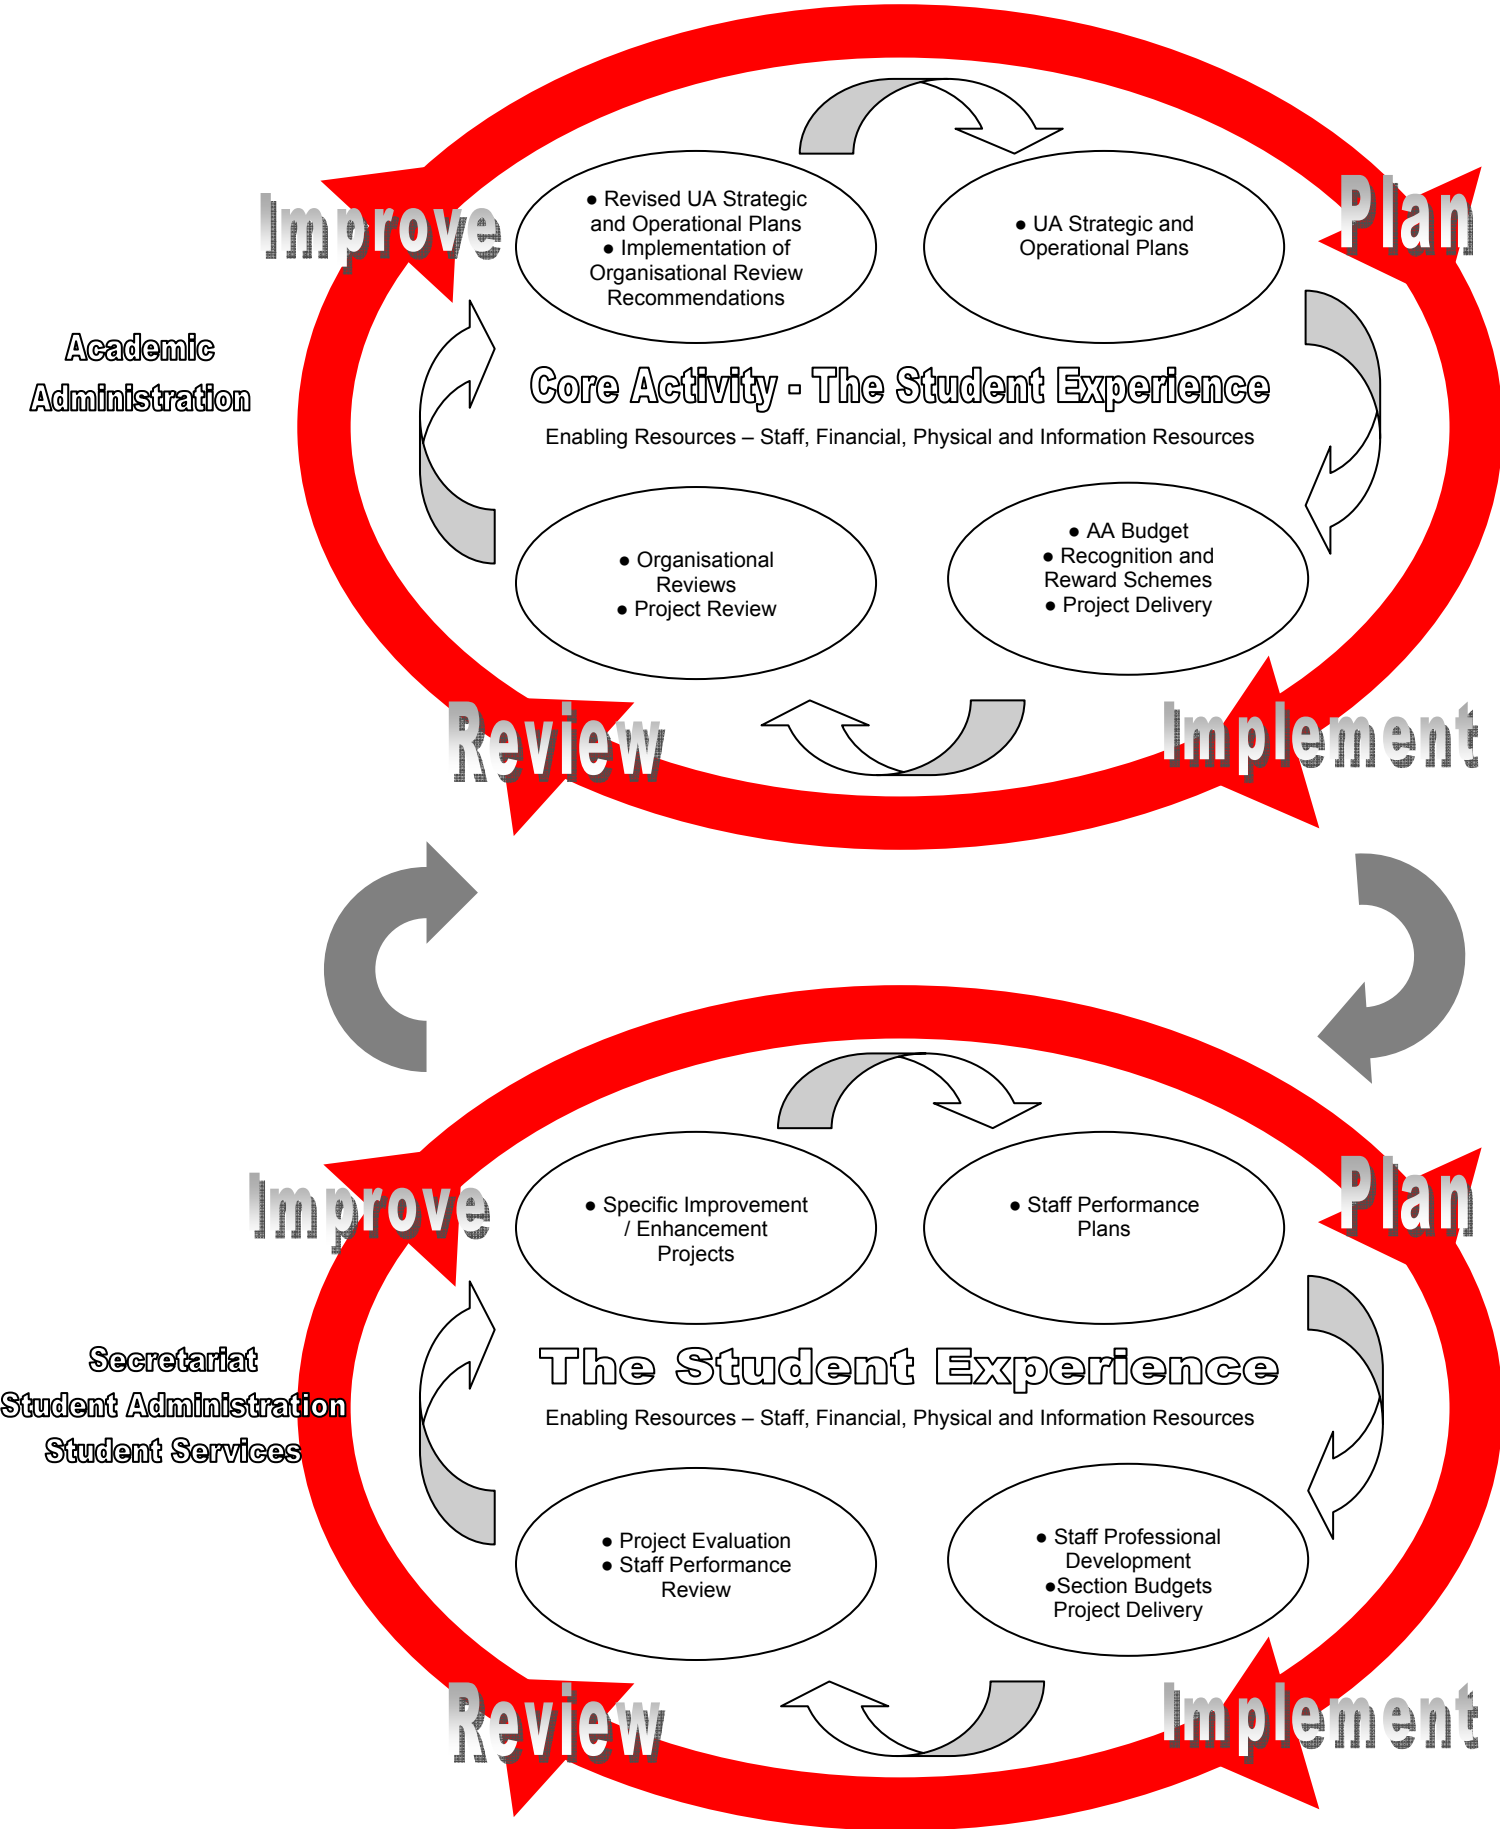 Improve
Plan
● Revised UA Strategic
and Operational Plans
● Implementation of
Organisational Review
Recommendations
● UA Strategic and
Operational Plans
Academic
Administration
Core Activity - The Student Experience
Enabling Resources – Staff, Financial, Physical and Information Resources
● Organisational
Reviews
● Project Review
● AA Budget
● Recognition and
Reward Schemes
● Project Delivery
Review
Implement
Improve
Plan
● Specific Improvement
/ Enhancement
Projects
● Staff Performance
Plans
Secretariat
Student Administration
Student Services
The Student Experience
Enabling Resources – Staff, Financial, Physical and Information Resources
● Project Evaluation
● Staff Performance
Review
● Staff Professional
Development
●Section Budgets
Project Delivery
Review
Implement